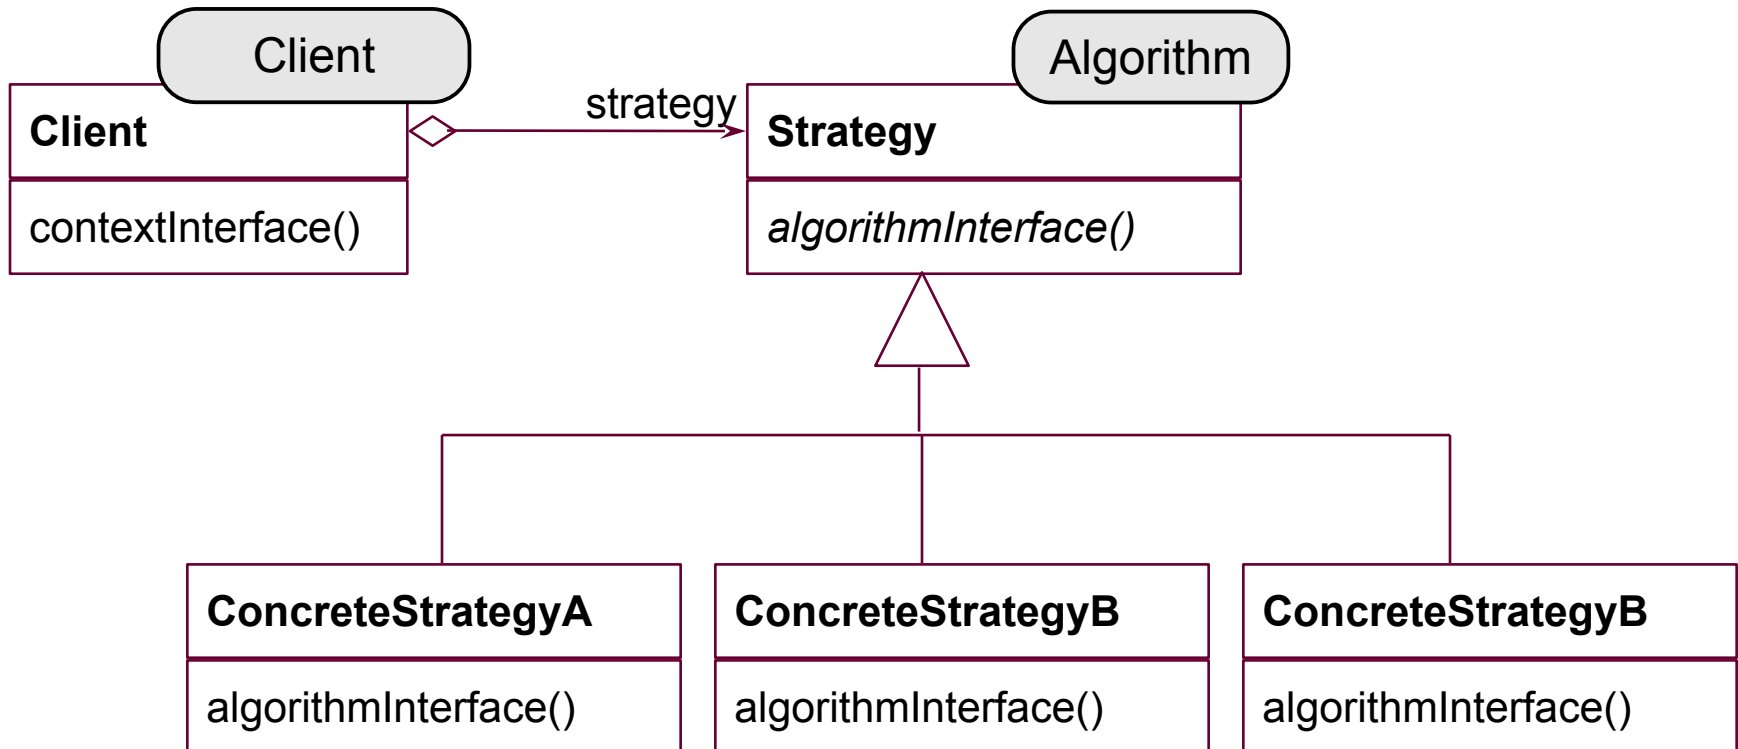 Client
Algorithm
strategy
Client
Strategy
contextInterface()
algorithmInterface()
ConcreteStrategyA
ConcreteStrategyB
ConcreteStrategyB
algorithmInterface()
algorithmInterface()
algorithmInterface()